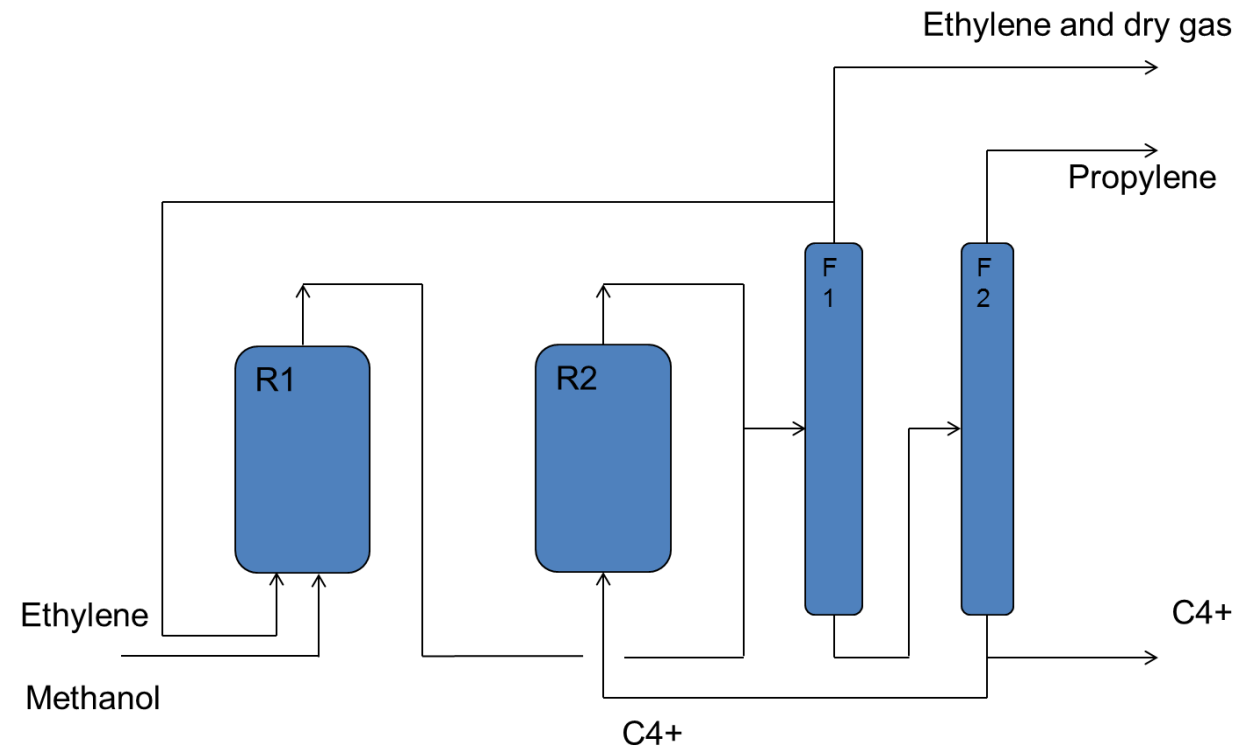 Ethylene and dry gas
Propylene
F
1
F
2
R1
R2
Ethylene
C4+
Methanol
C4+